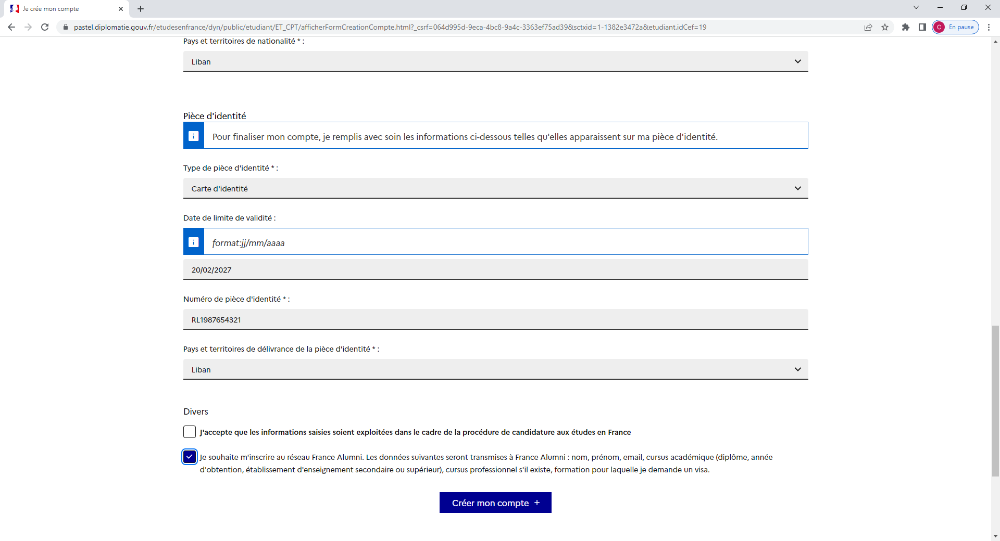 Je crée mon compte
pastel.diplomatie.gouv.fr/etudesenfrance/dyn/public/etudiant/ET_CPT/afficherFormCreationCompte.html?_csrf=064d995d-9eca-4bc8-9a4c-3363ef75ad39&sctxid=1-1382e3472a&etudiant.idCef=19
C En pause
Pays et territoires de nationalité * :
Liban
Pièce d'identité
i Pour finaliser mon compte, je remplis avec soin les informations ci-dessous telles qu'elles apparaissent sur ma pièce d'identité.
Type de pièce d'identité * :
Carte d'identité
Date de limite de validité :
i format:jj/mm/aaaa
20/02/2027
Numéro de pièce d'identité * :
RL1987654321
Pays et territoires de délivrance de la pièce d'identité * :
Liban
Divers
J'accepte que les informations saisies soient exploitées dans le cadre de la procédure de candidature aux études en France
Je souhaite m'inscrire au réseau France Alumni. Les données suivantes seront transmises à France Alumni : nom, prénom, email, cursus académique (diplôme, année
d'obtention, établissement d'enseignement secondaire ou supérieur), cursus professionnel s'il existe, formation pour laquelle je demande un visa.
Créer mon compte +